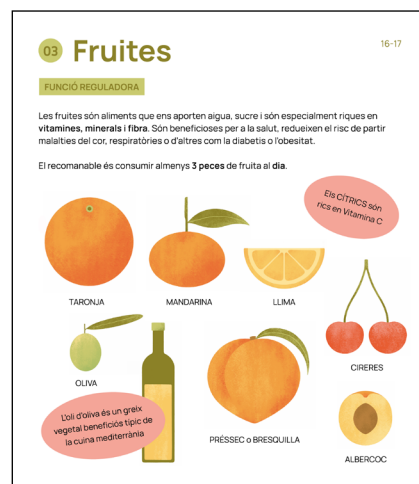 03 Fruites
16-17
FUNCIÓ REGULADORA
Les fruites són aliments que ens aporten aigua, sucre i són especialment riques en
vitamines, minerals i fibra. Són beneficioses per a la salut, redueixen el risc de partir
malalties del cor, respiratòries o d'altres com la diabetis o l'obesitat.
El recomanable és consumir almenys 3 peces de fruita al dia.
Els CÍTRICS són
rics en Vitamina C
TARONJA
MANDARINA
LLIMA
CIRERES
OLIVA
L'oli d'oliva és un greix
vegetal beneficiós típic de
la cuina mediterrània
PRÉSSEC o BRESQUILLA
ALBERCOC